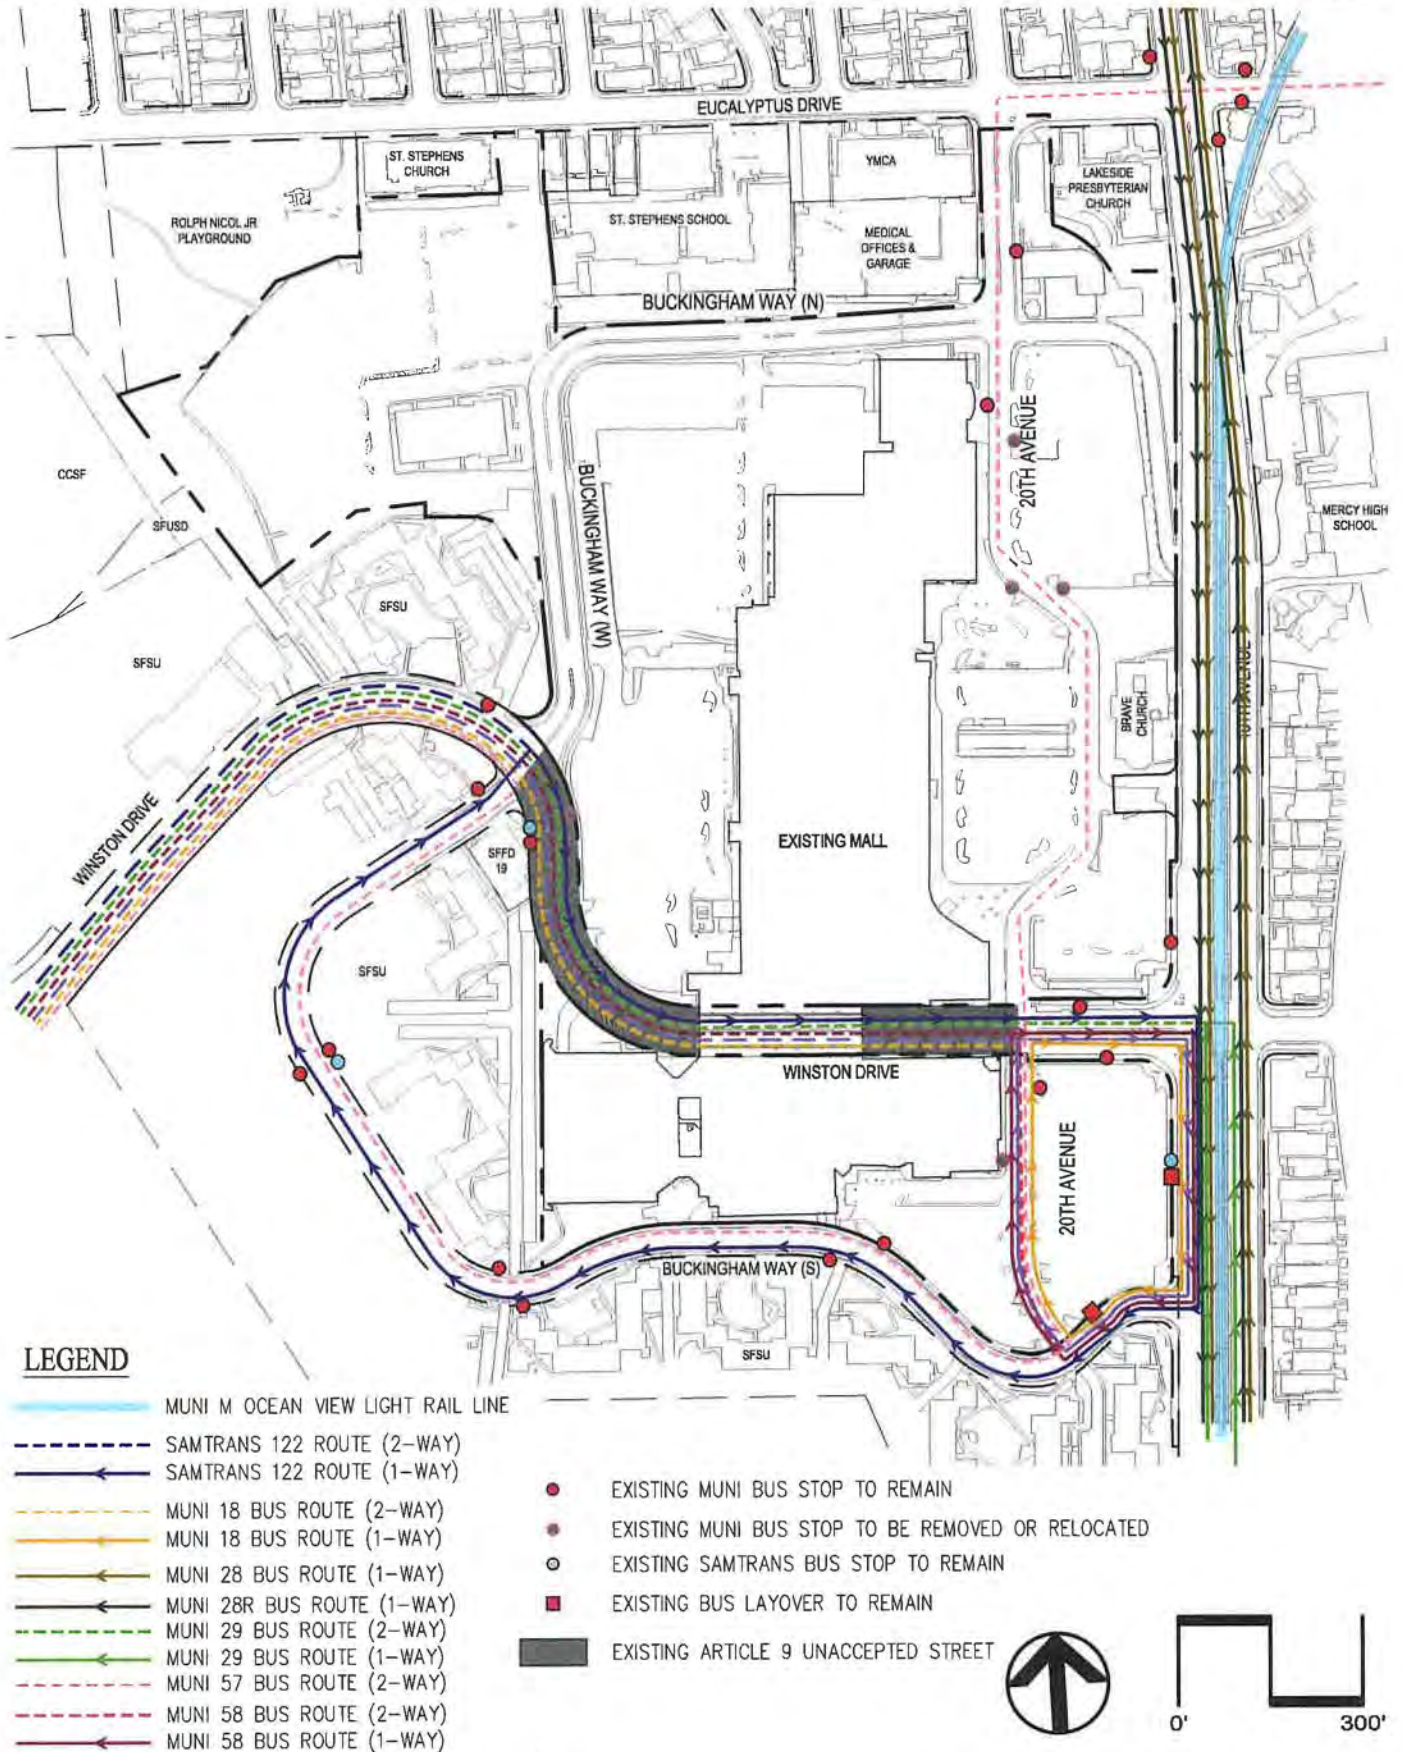 EUCALYPTUS DRIVE
ST. STEPHENS
CHURCH
YMCA
LAKESIDE
PRESBYTERIAN
CHURCH
ROLPH NICOL JR
PLAYGROUND
ST. STEPHENS SCHOOL
MEDICAL
OFFICES &
GARAGE
BUCKINGHAM WAY (N)
20TH AVENUE
CCSF
SFUSD
BUCKINGHAM WAY (W)
MERCY HIGH
SCHOOL
SFSU
SFSU
BRAVE
CHURCH
WINSTON DRIVE
EXISTING MALL
SFFD
19
SFSU
WINSTON DRIVE
20TH AVENUE
BUCKINGHAM WAY (S)
SFSU
LEGEND
MUNI M OCEAN VIEW LIGHT RAIL LINE
SAMTRANS 122 ROUTE (2-WAY)
SAMTRANS 122 ROUTE (1-WAY)
MUNI 18 BUS ROUTE (2-WAY)
MUNI 18 BUS ROUTE (1-WAY)
MUNI 28 BUS ROUTE (1-WAY)
MUNI 28R BUS ROUTE (1-WAY)
MUNI 29 BUS ROUTE (2-WAY)
MUNI 29 BUS ROUTE (1-WAY)
MUNI 57 BUS ROUTE (2-WAY)
MUNI 58 BUS ROUTE (2-WAY)
MUNI 58 BUS ROUTE (1-WAY)
EXISTING MUNI BUS STOP TO REMAIN
EXISTING MUNI BUS STOP TO BE REMOVED OR RELOCATED
EXISTING SAMTRANS BUS STOP TO REMAIN
EXISTING BUS LAYOVER TO REMAIN
EXISTING ARTICLE 9 UNACCEPTED STREET
0' 300'